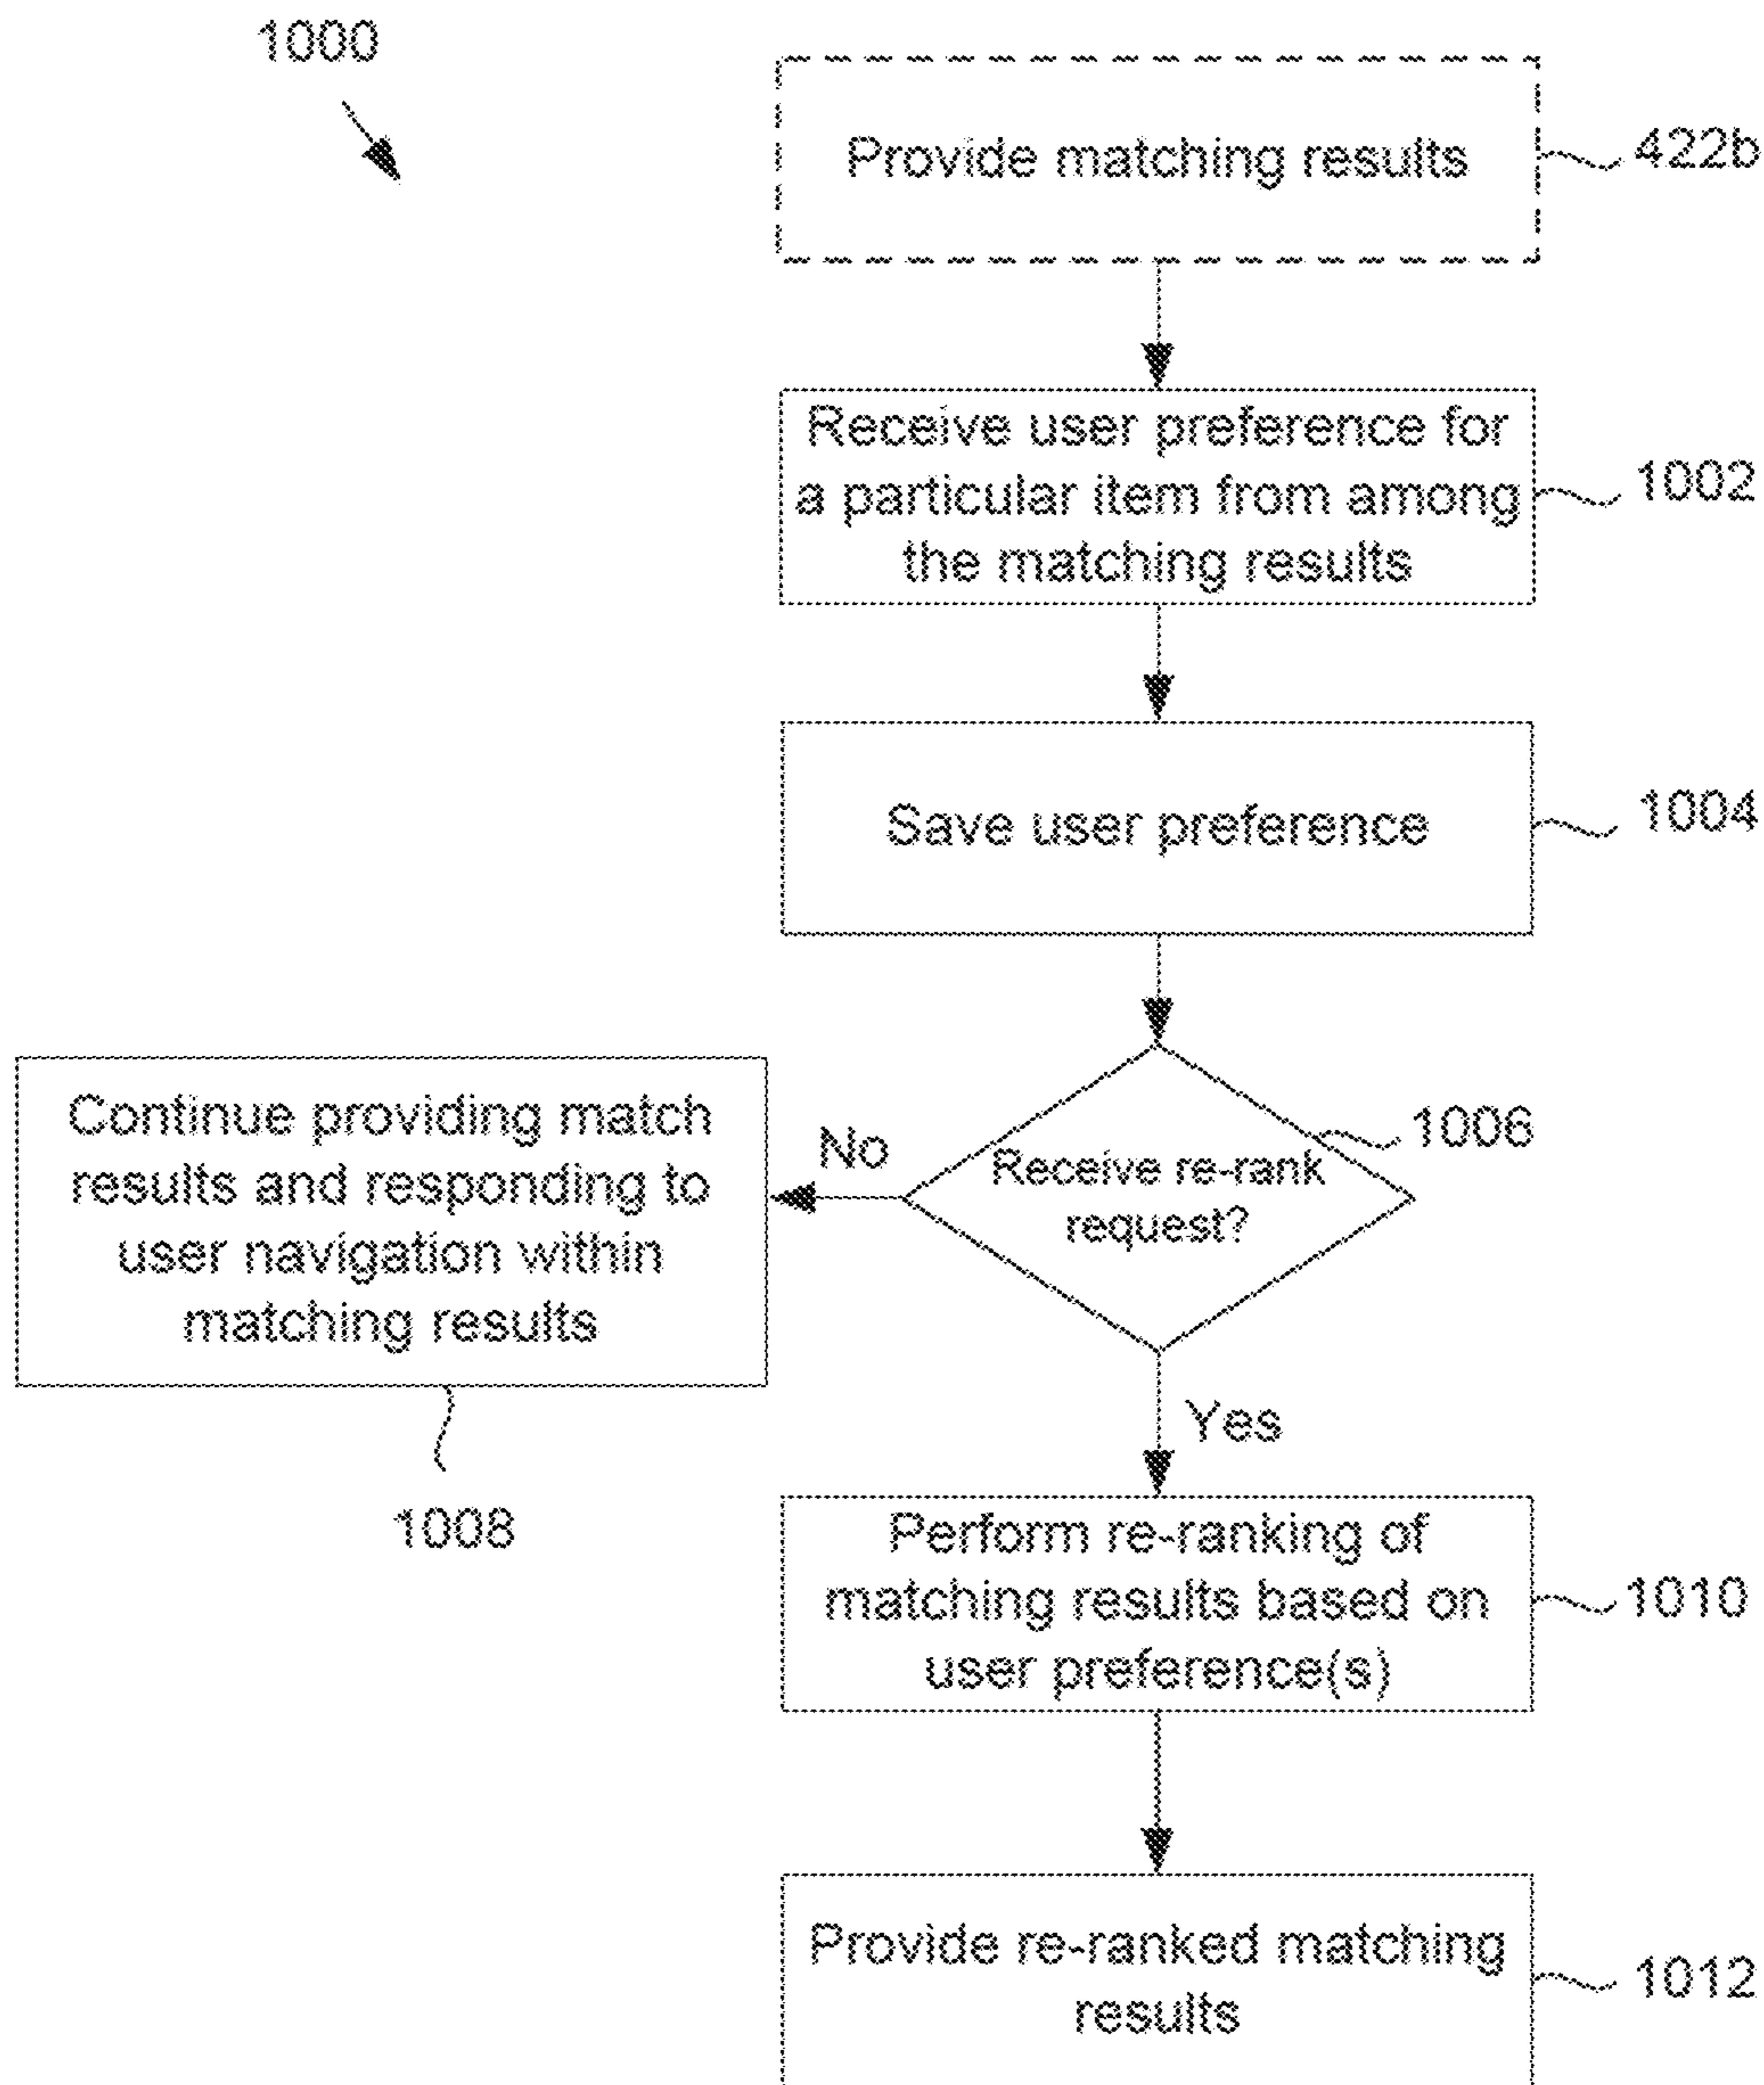 1000
Provide matching results
422b
Receive user preference for
a particular item from among
the matching results
1002
Save user preference
1004
Continue providing match
results and responding to
user navigation within
matching results
1008
No
Receive re-rank
request?
1006
Yes
Perform re-ranking of
matching results based on
user preference(s)
1010
Provide re-ranked matching
results
1012